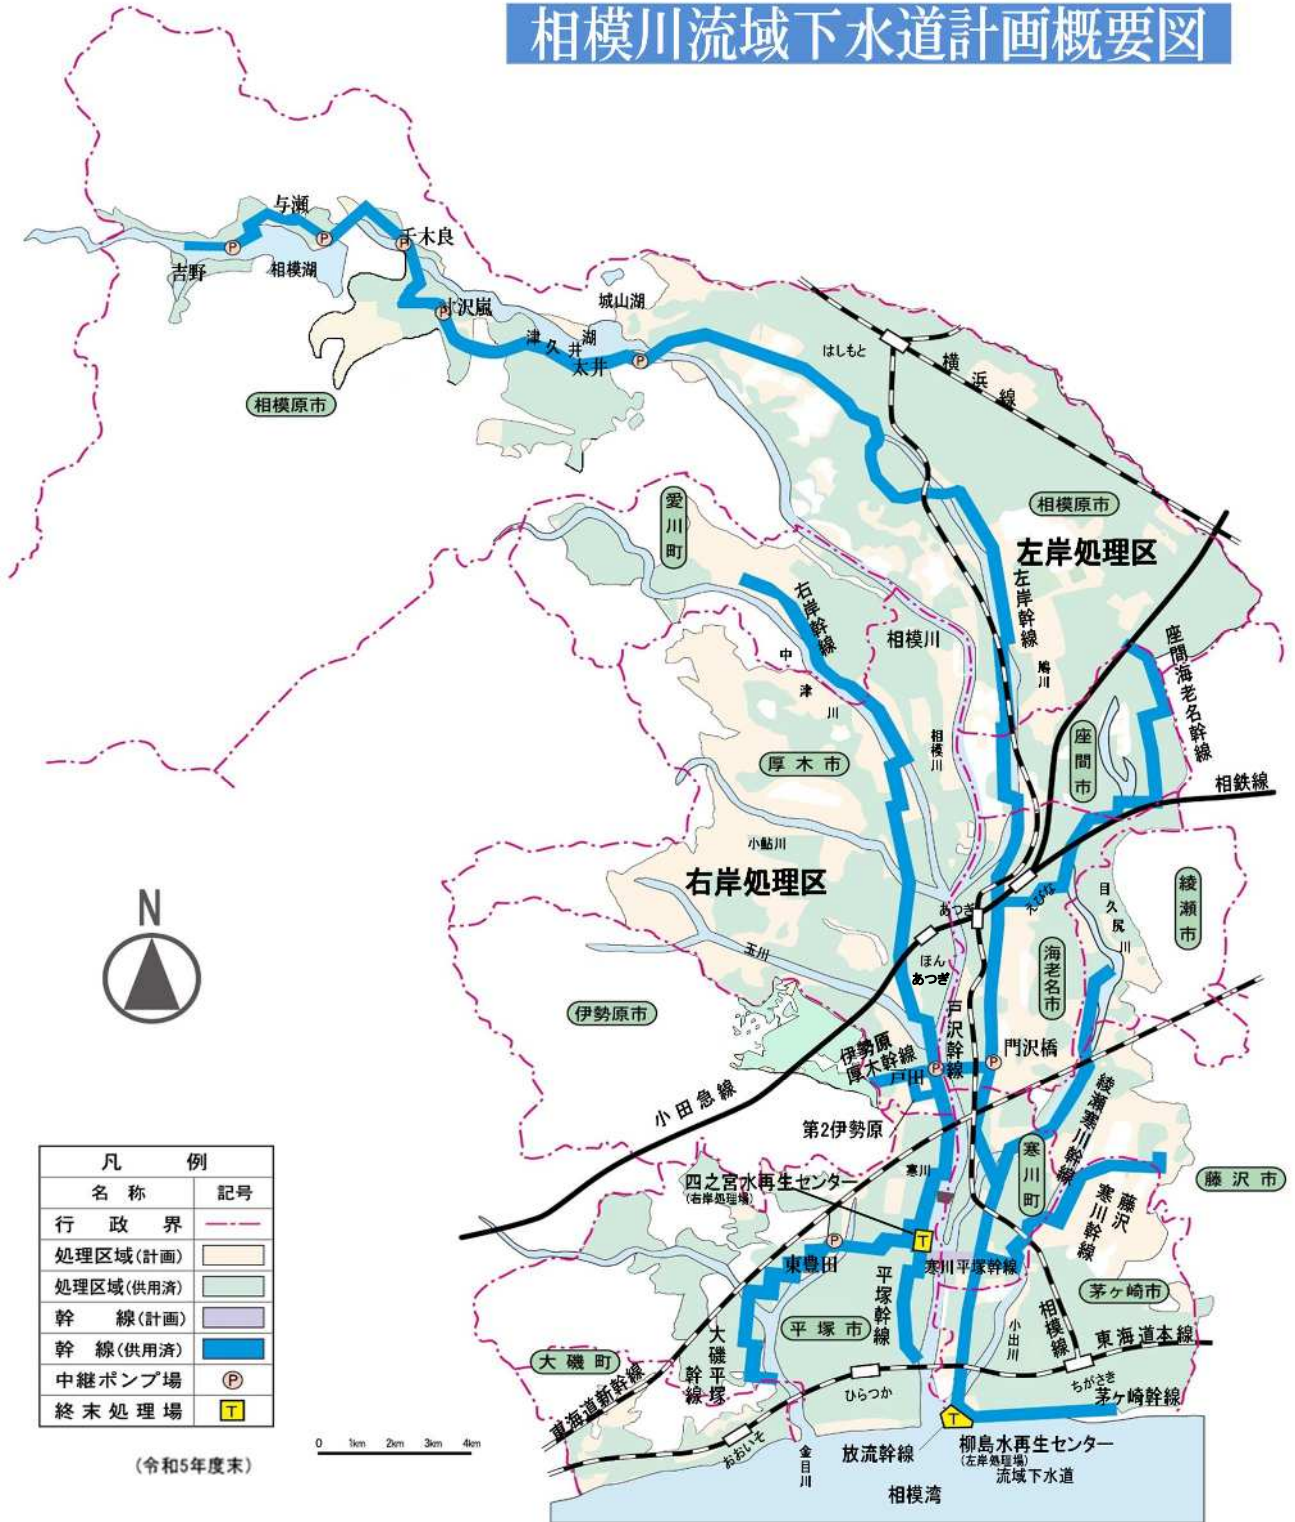 相模川流域下水道計画概要図
与瀬
千木良
吉野
相模湖
寸沢嵐
城山湖
津久井湖
太井
はしもと
横浜線
相模原市
愛川町
相模原市
左岸処理区
右岸幹線
左岸幹線
相模川
座間海老名幹線
中津川
鳩川
相模川
座間市
厚木市
相鉄線
小鮎川
右岸処理区
目久尻川
綾瀬市
あつぎ
えびな
N
玉川
ほん
あつぎ
海老名市
伊勢原市
戸沢幹線
門沢橋
伊勢原
厚木幹線
戸田
小田急線
綾瀬寒川幹線
第2伊勢原
寒川町
寒川
四之宮水再生センター
(右岸処理場)
藤沢
寒川幹線
藤沢市
東豊田
寒川平塚幹線
平塚幹線
茅ヶ崎市
平塚市
大磯平塚
幹線
小出川
相模線
東海道本線
大磯町
東海道新幹線
ひらつか
ちがさき
茅ヶ崎幹線
おおいそ
金目川
放流幹線
柳島水再生センター
(左岸処理場)
流域下水道
相模湾
凡例
名称 記号
行政界
処理区域(計画)
処理区域(供用済)
幹線(計画)
幹線(供用済)
中継ポンプ場 P
終末処理場 T
(令和5年度末)
0 1km 2km 3km 4km
P
P
P
P
P
P
P
P
T
T